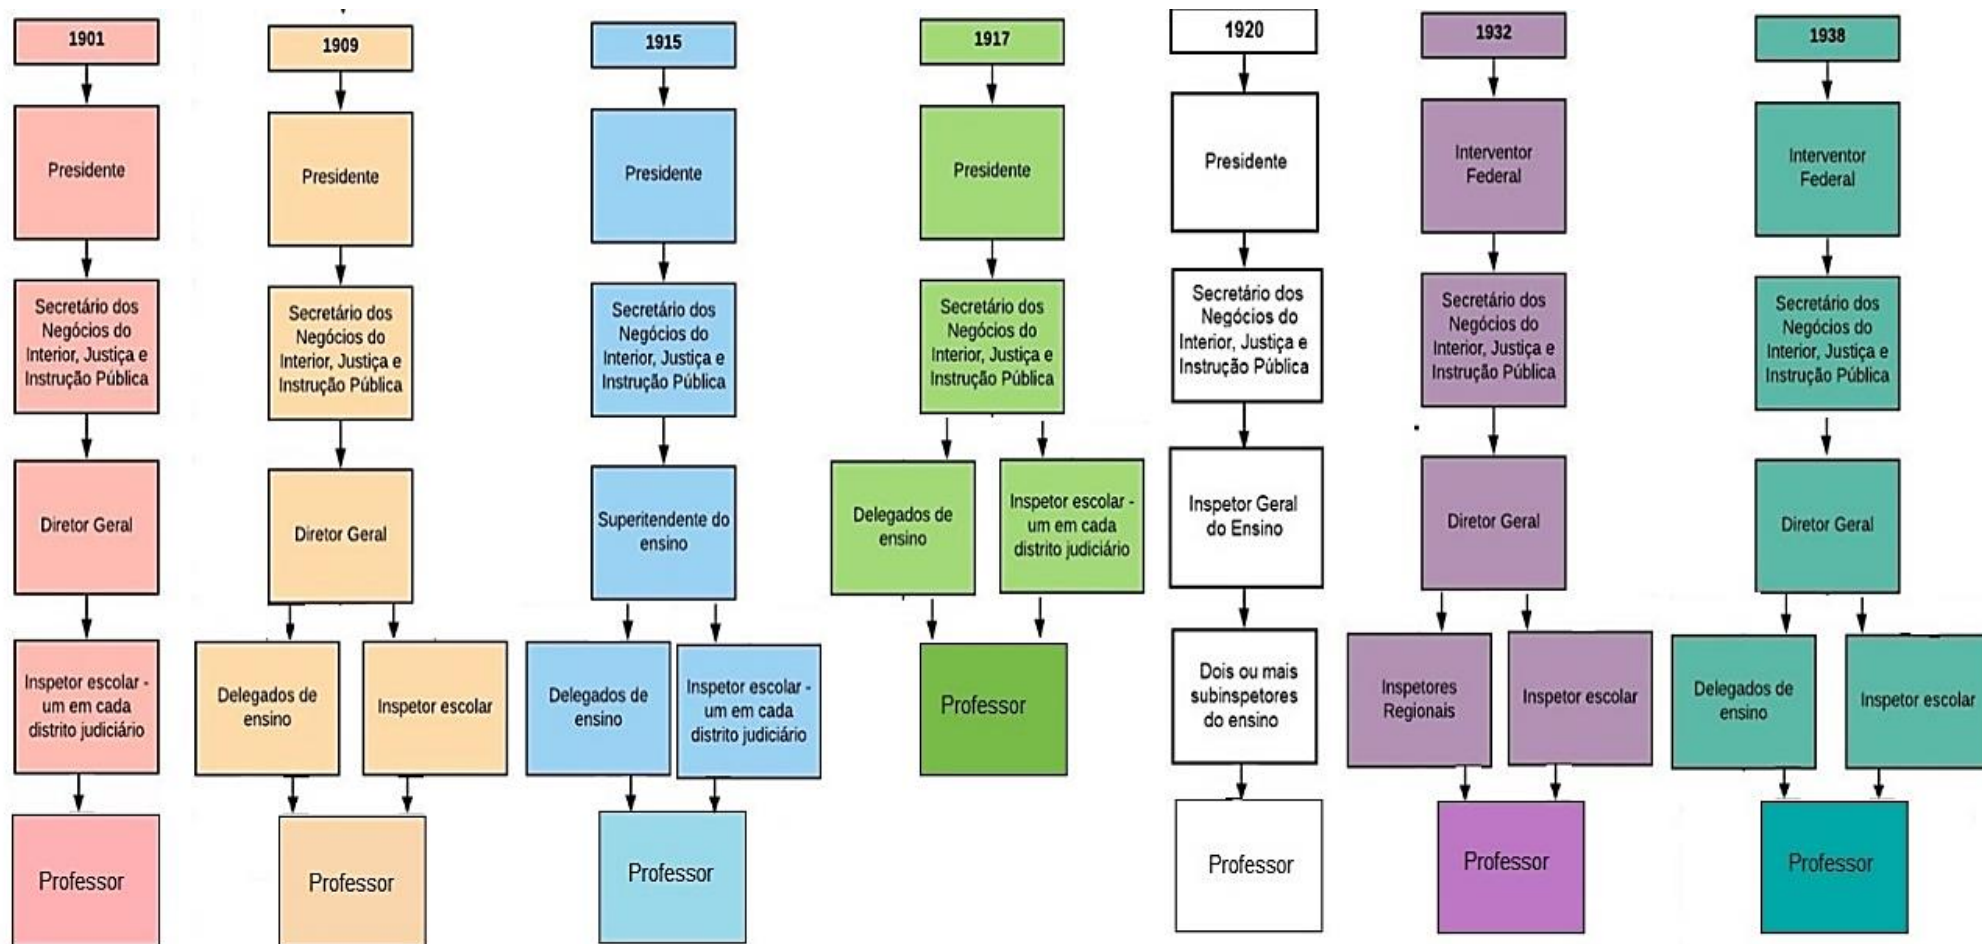 1901
Presidente
Secretário dos
Negócios do
Interior, Justiça e
Instrução Pública
Diretor Geral
Inspetor escolar -
um em cada
distrito judiciário
Professor
1909
Presidente
Secretário dos
Negócios do
Interior, Justiça e
Instrução Pública
Diretor Geral
Delegados de
ensino
Inspetor escolar
Professor
1915
Presidente
Secretário dos
Negócios do
Interior, Justiça e
Instrução Pública
Superitendente do
ensino
Delegados de
ensino
Inspetor escolar -
um em cada
distrito judiciário
Professor
1917
Presidente
Secretário dos
Negócios do
Interior, Justiça e
Instrução Pública
Delegados de
ensino
Inspetor escolar -
um em cada
distrito judiciário
Professor
1920
Presidente
Secretário dos
Negócios do
Interior, Justiça e
Instrução Pública
Inspetor Geral
do Ensino
Dois ou mais
subinspetores
do ensino
Professor
1932
Interventor
Federal
Secretário dos
Negócios do
Interior, Justiça e
Instrução Pública
Diretor Geral
Inspetores
Regionais
Inspetor escolar
Professor
1938
Interventor
Federal
Secretário dos
Negócios do
Interior, Justiça e
Instrução Pública
Diretor Geral
Delegados de
ensino
Inspetor escolar
Professor